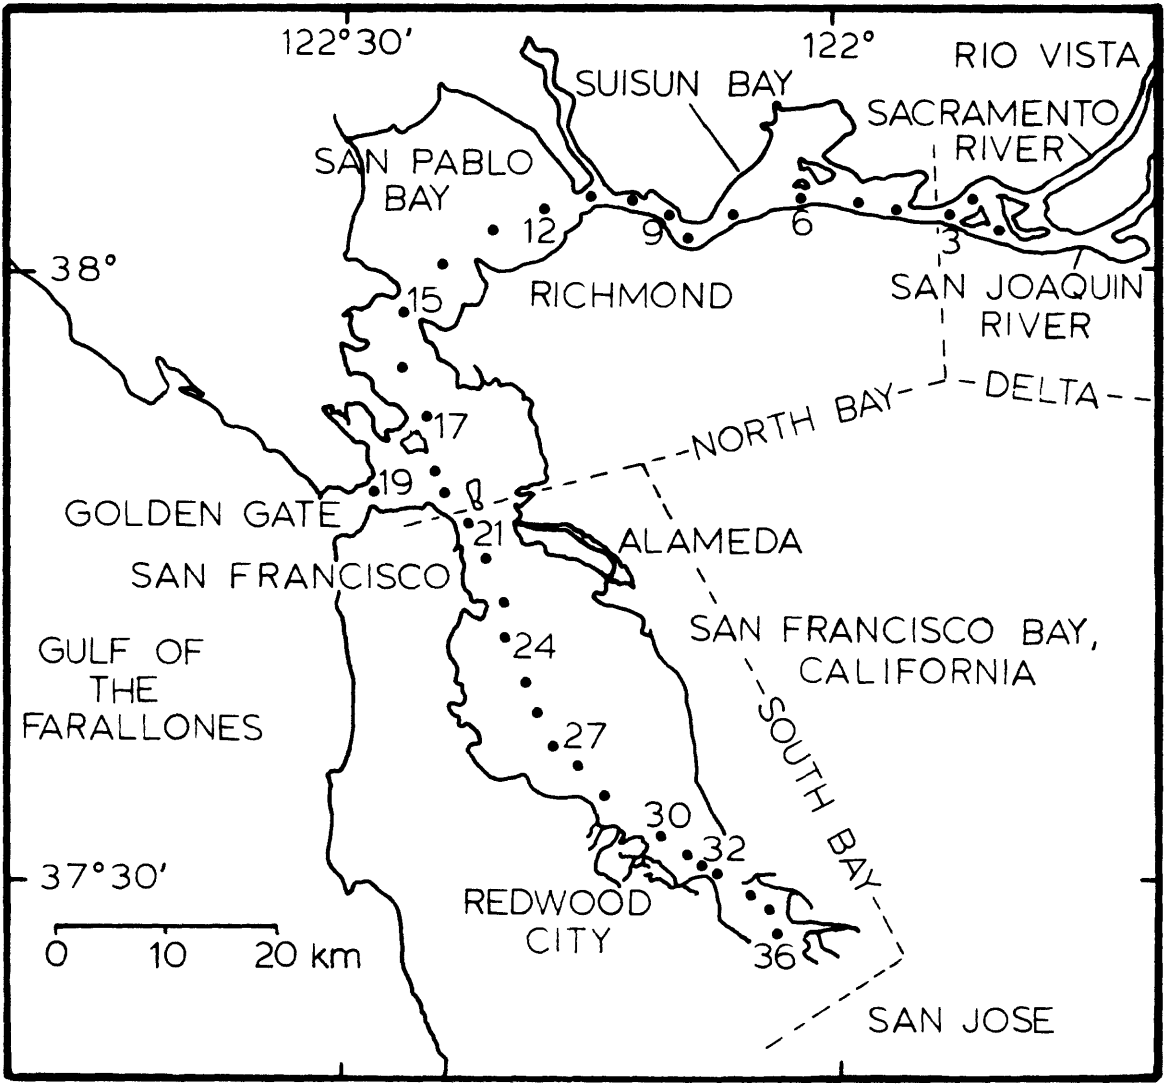 122°30′
122°
RIO VISTA
SUISUN BAY
SACRAMENTO
RIVER
SAN PABLO
BAY
12
9
6
3
38°
15
RICHMOND
SAN JOAQUIN
RIVER
17
NORTH BAY
DELTA
19
GOLDEN GATE
21
ALAMEDA
SAN FRANCISCO
24
SAN FRANCISCO BAY,
CALIFORNIA
GULF OF
THE
FARALLONES
27
SOUTH BAY
30
32
37°30′
REDWOOD
CITY
36
0 10 20 km
SAN JOSE